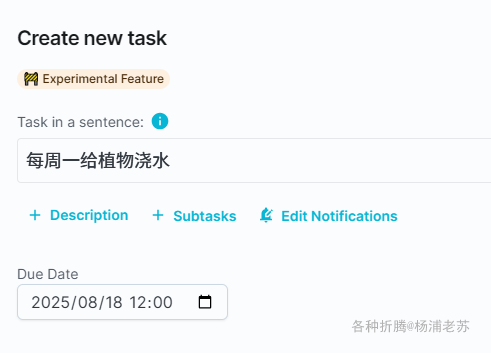 Create new task
🚧 Experimental Feature
Task in a sentence:
每周一给植物浇水
+ Description + Subtasks Edit Notifications
Due Date
2025/08/18 12:00
各种折腾@杨浦老苏